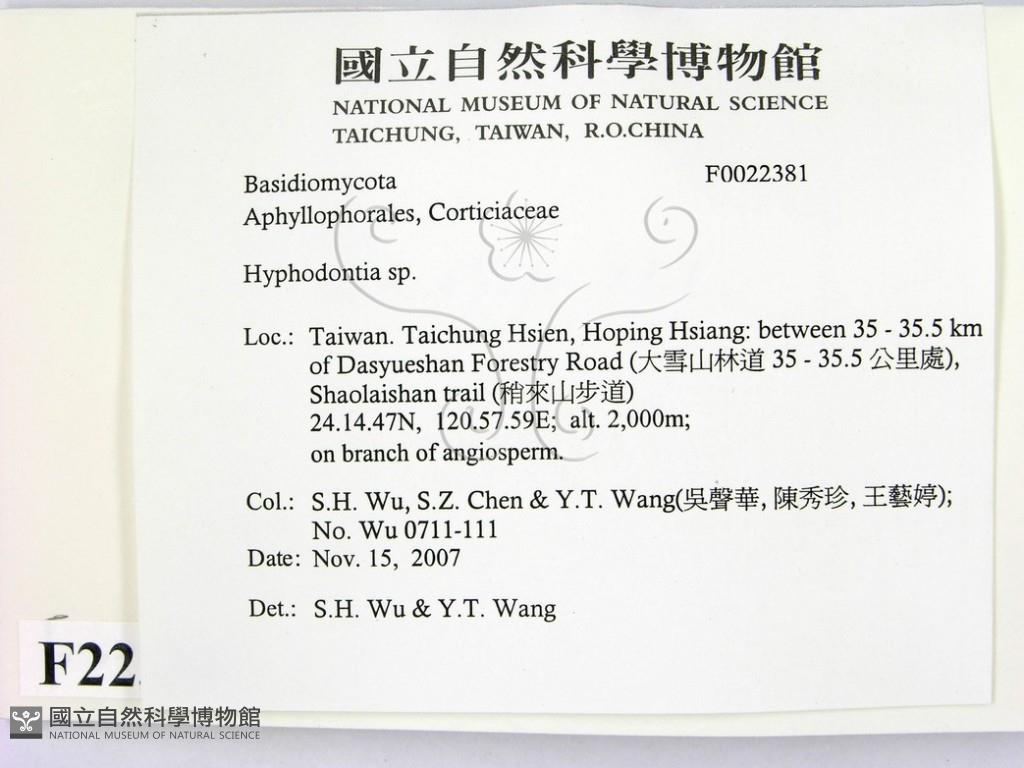 國立自然科學博物館
NATIONAL MUSEUM OF NATURAL SCIENCE
TAICHUNG, TAIWAN, R.O.CHINA
Basidiomycota F0022381
Aphyllophorales, Corticiaceae
Hyphodontia sp.
Loc.: Taiwan. Taichung Hsien, Hoping Hsiang: between 35 - 35.5 km
of Dasyueshan Forestry Road (大雪山林道 35 - 35.5 公里處),
Shaolaishan trail (稍來山步道)
24.14.47N, 120.57.59E; alt. 2,000m;
on branch of angiosperm.
Col.: S.H. Wu, S.Z. Chen & Y.T. Wang(吳聲華, 陳秀珍, 王藝婷);
No. Wu 0711-111
Date: Nov. 15, 2007
Det.: S.H. Wu & Y.T. Wang
F22
國立自然科學博物館
NATIONAL MUSEUM OF NATURAL SCIENCE